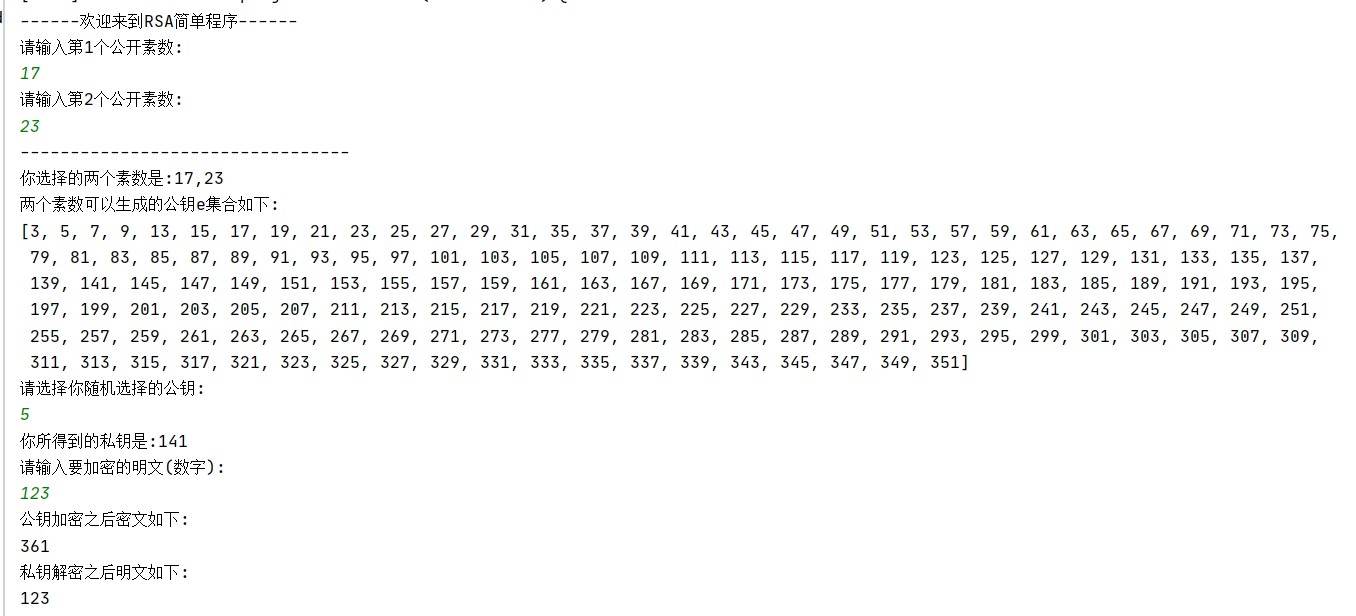 ------欢迎来到RSA简单程序------
请输入第1个公开素数:
17
请输入第2个公开素数:
23
---------------------------------
你选择的两个素数是:17,23
两个素数可以生成的公钥e集合如下:
[3, 5, 7, 9, 13, 15, 17, 19, 21, 23, 25, 27, 29, 31, 35, 37, 39, 41, 43, 45, 47, 49, 51, 53, 57, 59, 61, 63, 65, 67, 69, 71, 73, 75,
79, 81, 83, 85, 87, 89, 91, 93, 95, 97, 101, 103, 105, 107, 109, 111, 113, 115, 117, 119, 123, 125, 127, 129, 131, 133, 135, 137,
139, 141, 145, 147, 149, 151, 153, 155, 157, 159, 161, 163, 167, 169, 171, 173, 175, 177, 179, 181, 183, 185, 189, 191, 193, 195,
197, 199, 201, 203, 205, 207, 211, 213, 215, 217, 219, 221, 223, 225, 227, 229, 233, 235, 237, 239, 241, 243, 245, 247, 249, 251,
255, 257, 259, 261, 263, 265, 267, 269, 271, 273, 277, 279, 281, 283, 285, 287, 289, 291, 293, 295, 299, 301, 303, 305, 307, 309,
311, 313, 315, 317, 321, 323, 325, 327, 329, 331, 333, 335, 337, 339, 343, 345, 347, 349, 351]
请选择你随机选择的公钥:
5
你所得到的私钥是:141
请输入要加密的明文(数字):
123
公钥加密之后密文如下:
361
私钥解密之后明文如下:
123